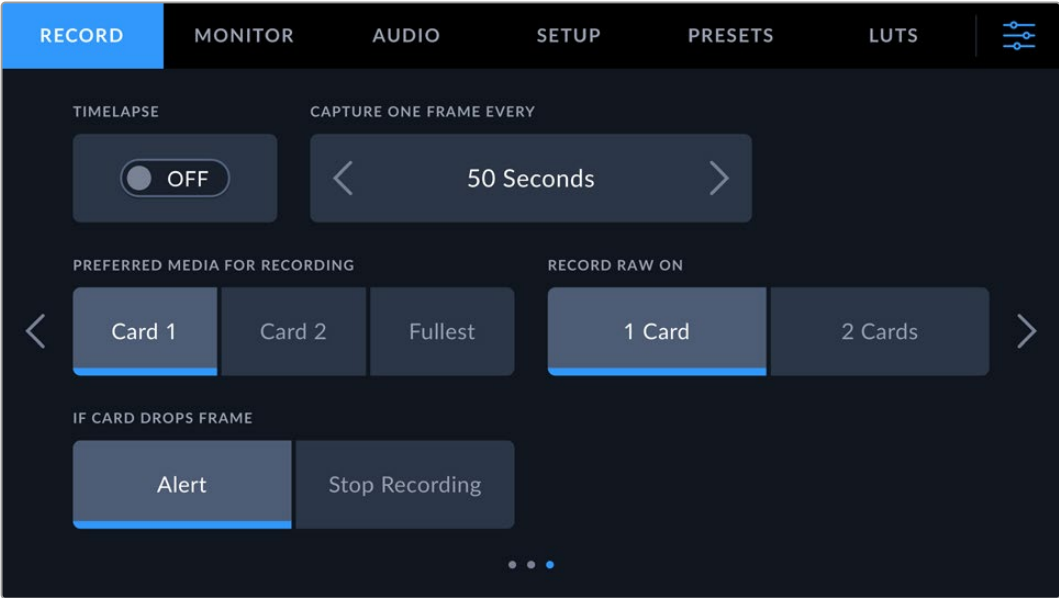 RECORD MONITOR AUDIO SETUP PRESETS LUTS
TIMELAPSE CAPTURE ONE FRAME EVERY
OFF 50 Seconds
PREFERRED MEDIA FOR RECORDING RECORD RAW ON
Card 1 Card 2 Fullest 1 Card 2 Cards
IF CARD DROPS FRAME
Alert Stop Recording